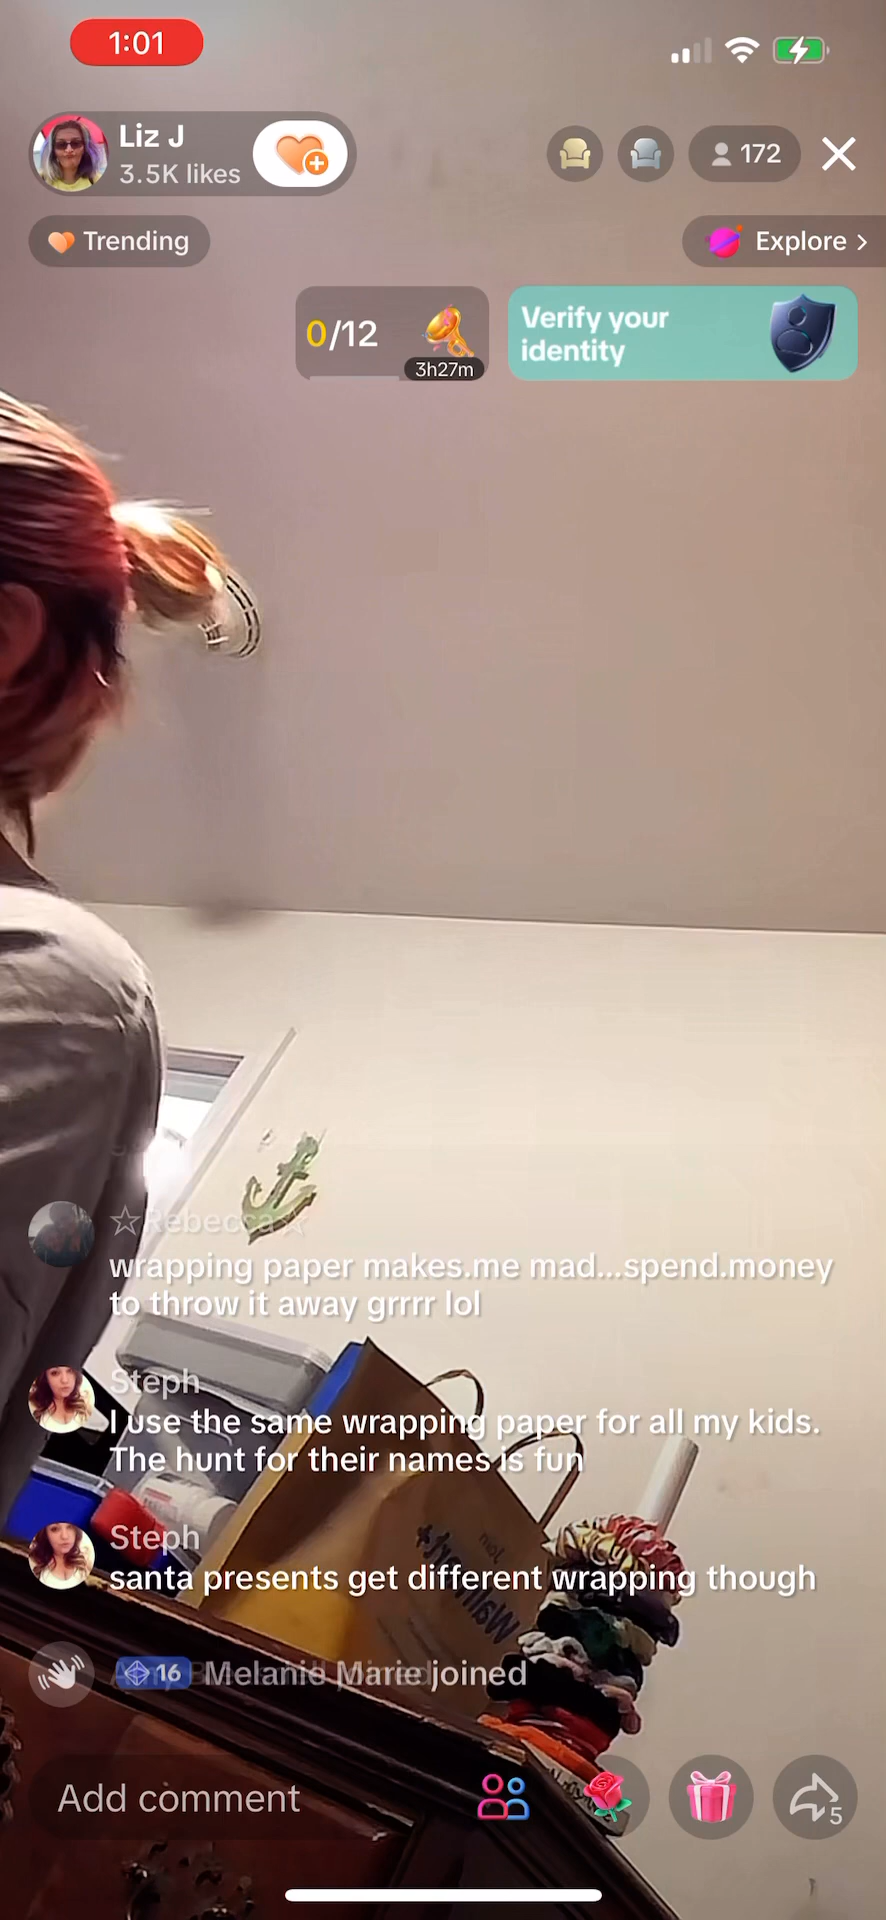 1:01
Liz J
3.5K likes
172
Trending
Explore >
0/12
3h27m
Verify your
identity
☆Rebecca☆
wrapping paper makes.me mad...spend.money
to throw it away grrrr lol
Steph
I use the same wrapping paper for all my kids.
The hunt for their names is fun
Steph
santa presents get different wrapping though
16 Melanie Marie joined
Add comment
5